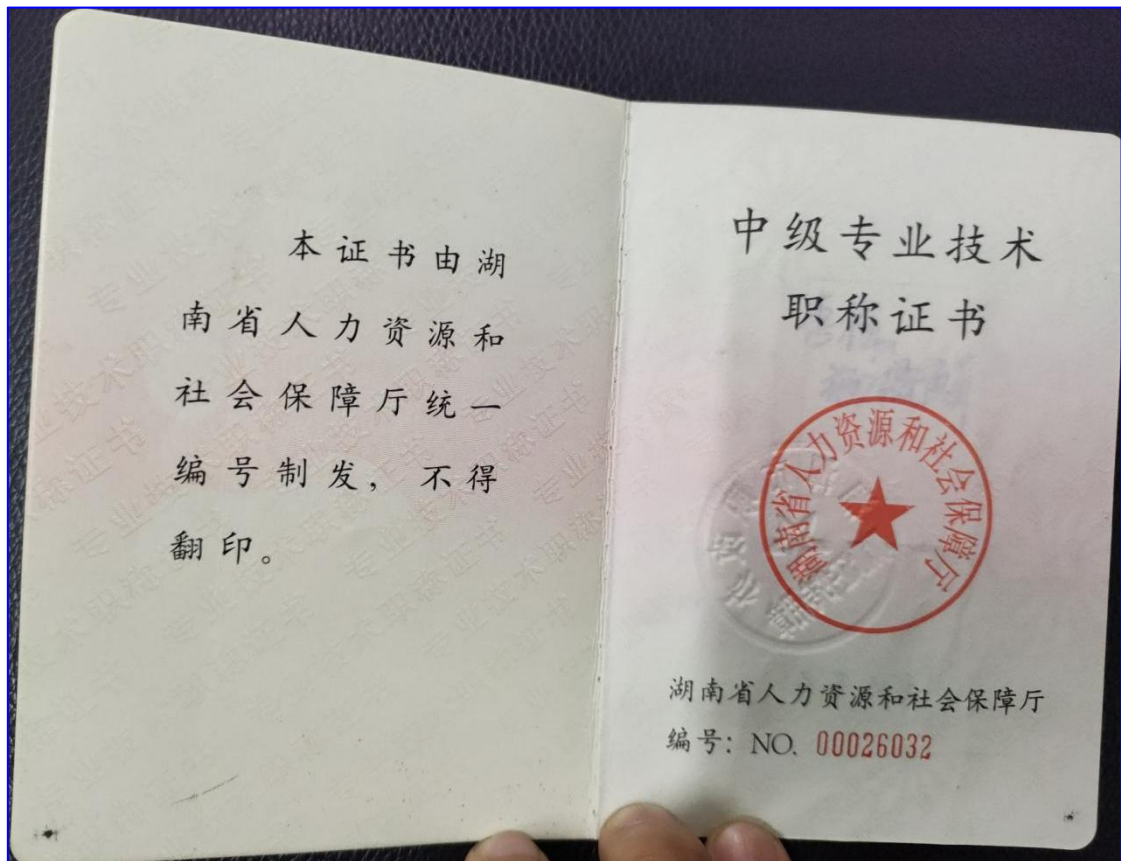 本证书由湖
南省人力资源和
社会保障厅统一
编号制发，不得
翻印。
中级专业技术
职称证书
湖南省人力资源和社会保障厅
湖南省人力资源和社会保障厅
编号：NO. 00026032